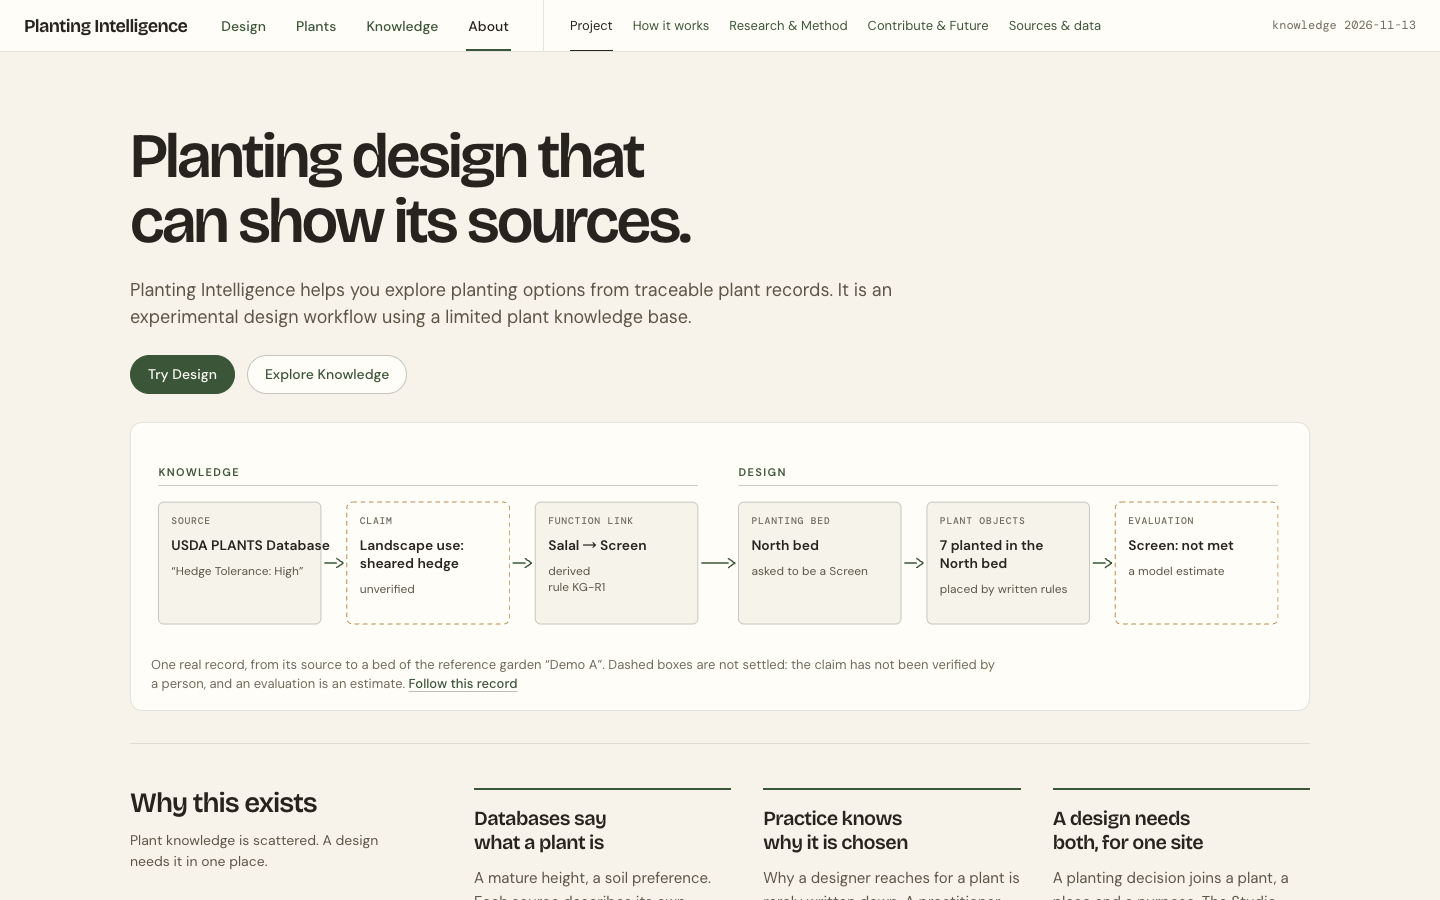 Planting Intelligence Design Plants Knowledge About Project How it works Research & Method Contribute & Future Sources & data knowledge 2026-11-13
Planting design that
can show its sources.
Planting Intelligence helps you explore planting options from traceable plant records. It is an
experimental design workflow using a limited plant knowledge base.
Try Design Explore Knowledge
KNOWLEDGE
SOURCE
USDA PLANTS Database
“Hedge Tolerance: High”
CLAIM
Landscape use:
sheared hedge
unverified
FUNCTION LINK
Salal → Screen
derived
rule KG-R1
DESIGN
PLANTING BED
North bed
asked to be a Screen
PLANT OBJECTS
7 planted in the
North bed
placed by written rules
EVALUATION
Screen: not met
a model estimate
One real record, from its source to a bed of the reference garden “Demo A”. Dashed boxes are not settled: the claim has not been verified by
a person, and an evaluation is an estimate. Follow this record
Why this exists
Plant knowledge is scattered. A design
needs it in one place.
Databases say
what a plant is
A mature height, a soil preference.
Practice knows
why it is chosen
Why a designer reaches for a plant is
A design needs
both, for one site
A planting decision joins a plant, a